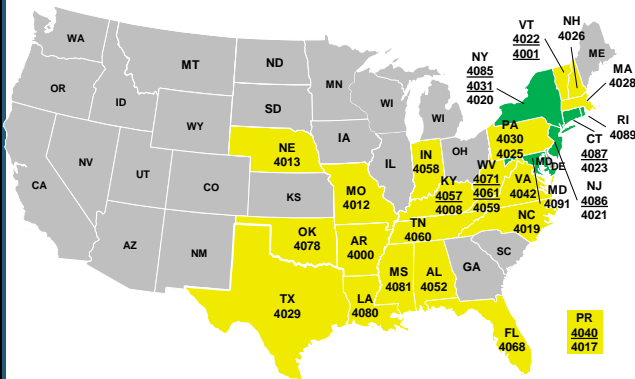 WA
OR
CA
NV
ID
MT
WY
UT
AZ
CO
NM
ND
SD
NE
4013
KS
OK
4078
TX
4029
MN
IA
MO
4012
AR
4000
LA
4080
WI
IL
WI
IN
4058
OH
KY
4057
4008
TN
4060
MS
4081
AL
4052
GA
FL
4068
SC
NC
4019
VA
4042
WV
4071
4061
4059
PA
4030
4025
NY
4085
4031
4020
VT
4022
4001
NH
4026
ME
MA
4028
RI
4089
CT
4087
4023
NJ
4086
4021
MD
DE
MD
4091
PR
4040
4017